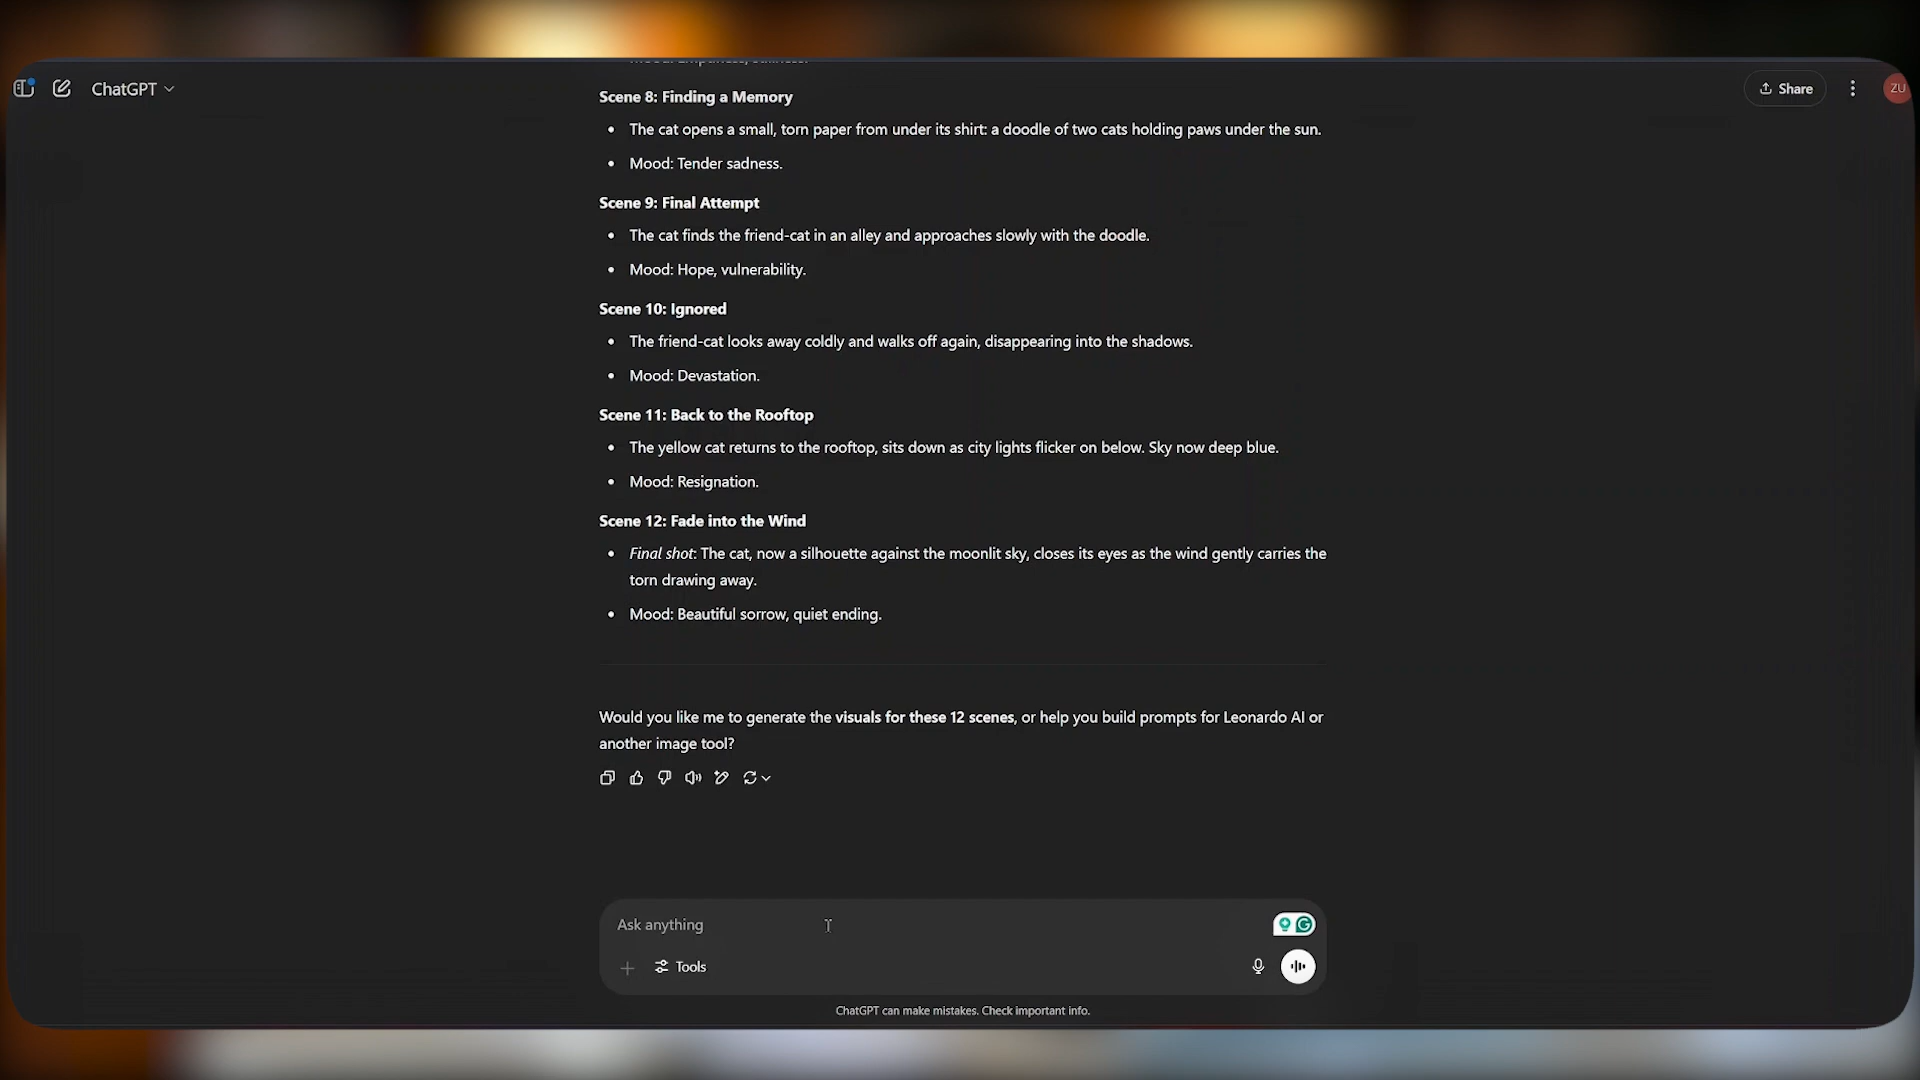 ChatGPT
Share
ZU
Scene 8: Finding a Memory
• The cat opens a small, torn paper from under its shirt: a doodle of two cats holding paws under the sun.
• Mood: Tender sadness.
Scene 9: Final Attempt
• The cat finds the friend-cat in an alley and approaches slowly with the doodle.
• Mood: Hope, vulnerability.
Scene 10: Ignored
• The friend-cat looks away coldly and walks off again, disappearing into the shadows.
• Mood: Devastation.
Scene 11: Back to the Rooftop
• The yellow cat returns to the rooftop, sits down as city lights flicker on below. Sky now deep blue.
• Mood: Resignation.
Scene 12: Fade into the Wind
• Final shot: The cat, now a silhouette against the moonlit sky, closes its eyes as the wind gently carries the
torn drawing away.
• Mood: Beautiful sorrow, quiet ending.
Would you like me to generate the visuals for these 12 scenes, or help you build prompts for Leonardo AI or
another image tool?
Ask anything
Tools
ChatGPT can make mistakes. Check important info.